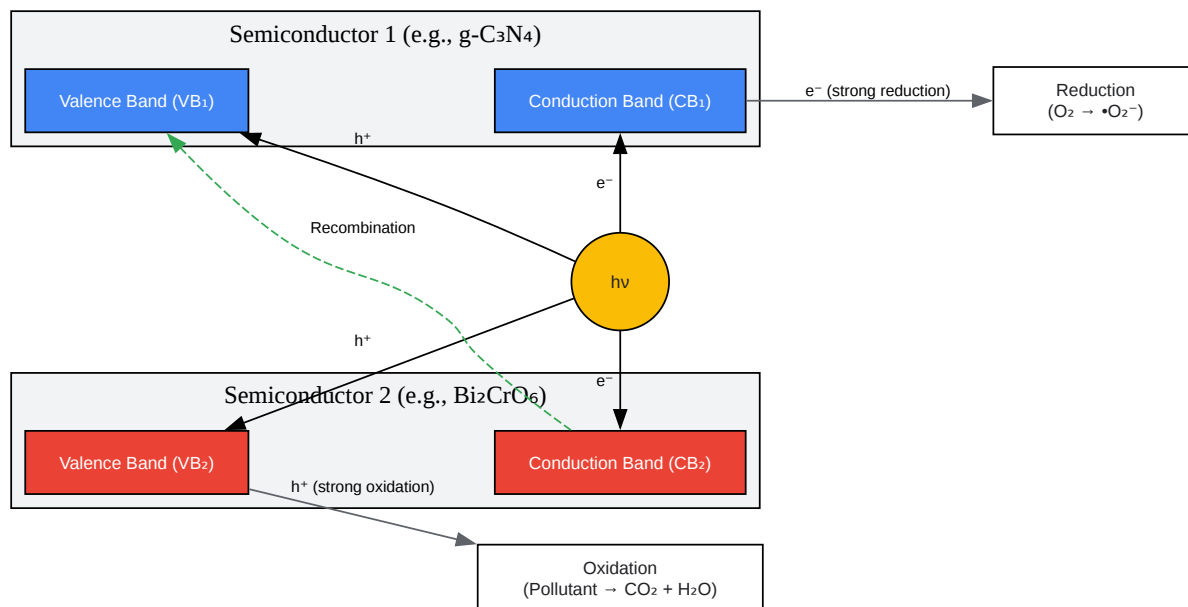 Semiconductor 1 (e.g., g-C₃N₄)
Valence Band (VB₁)
Conduction Band (CB₁)
e⁻ (strong reduction)
Reduction
(O₂ → •O₂⁻)
h⁺
e⁻
Recombination
hν
h⁺
e⁻
Semiconductor 2 (e.g., Bi₂CrO₆)
Valence Band (VB₂)
Conduction Band (CB₂)
h⁺ (strong oxidation)
Oxidation
(Pollutant → CO₂ + H₂O)